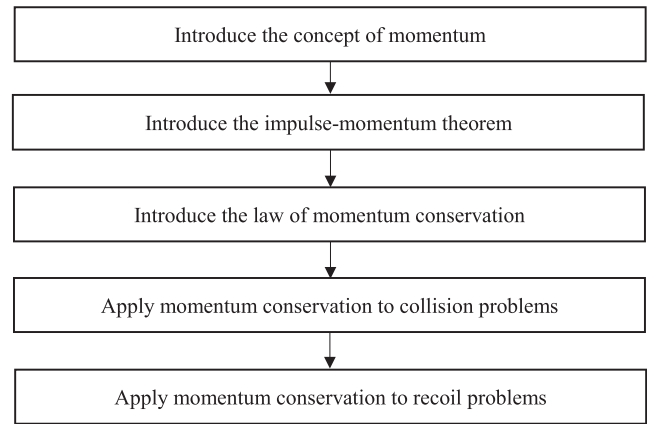 Introduce the concept of momentum
Introduce the impulse-momentum theorem
Introduce the law of momentum conservation
Apply momentum conservation to collision problems
Apply momentum conservation to recoil problems